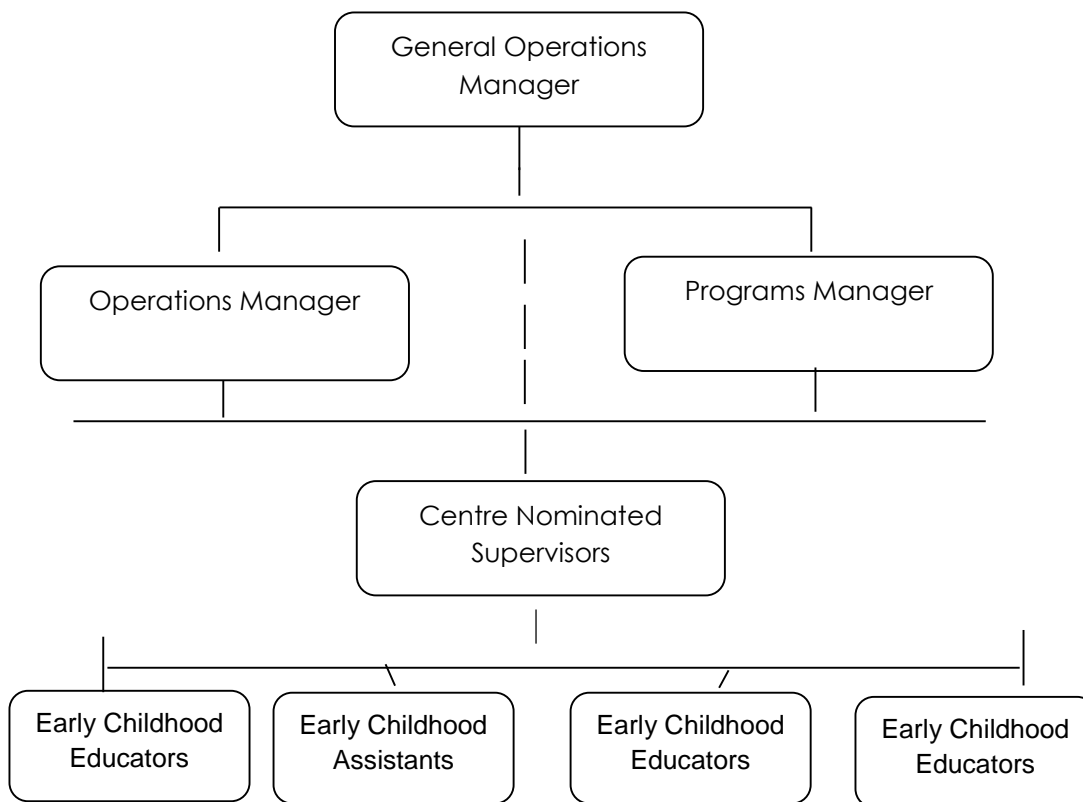 General Operations
Manager
Operations Manager
Programs Manager
Centre Nominated
Supervisors
Early Childhood
Educators
Early Childhood
Assistants
Early Childhood
Educators
Early Childhood
Educators